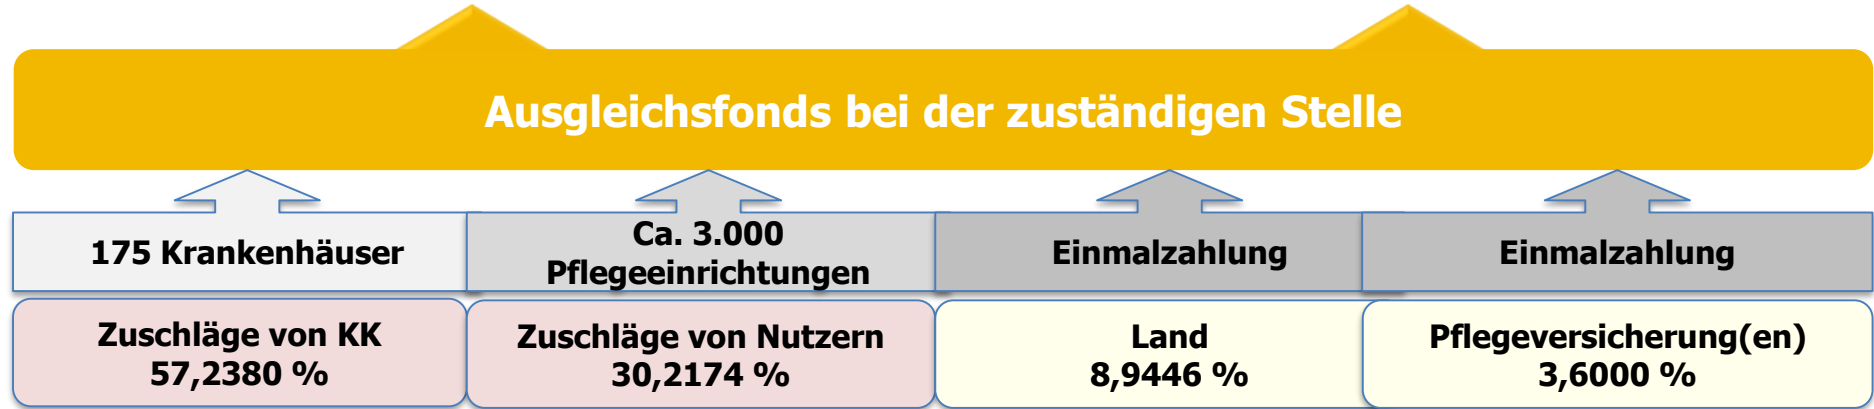 Ausgleichsfonds bei der zuständigen Stelle
175 Krankenhäuser
Ca. 3.000
Pflegeeinrichtungen
Einmalzahlung
Einmalzahlung
Zuschläge von KK
57,2380 %
Zuschläge von Nutzern
30,2174 %
Land
8,9446 %
Pflegeversicherung(en)
3,6000 %